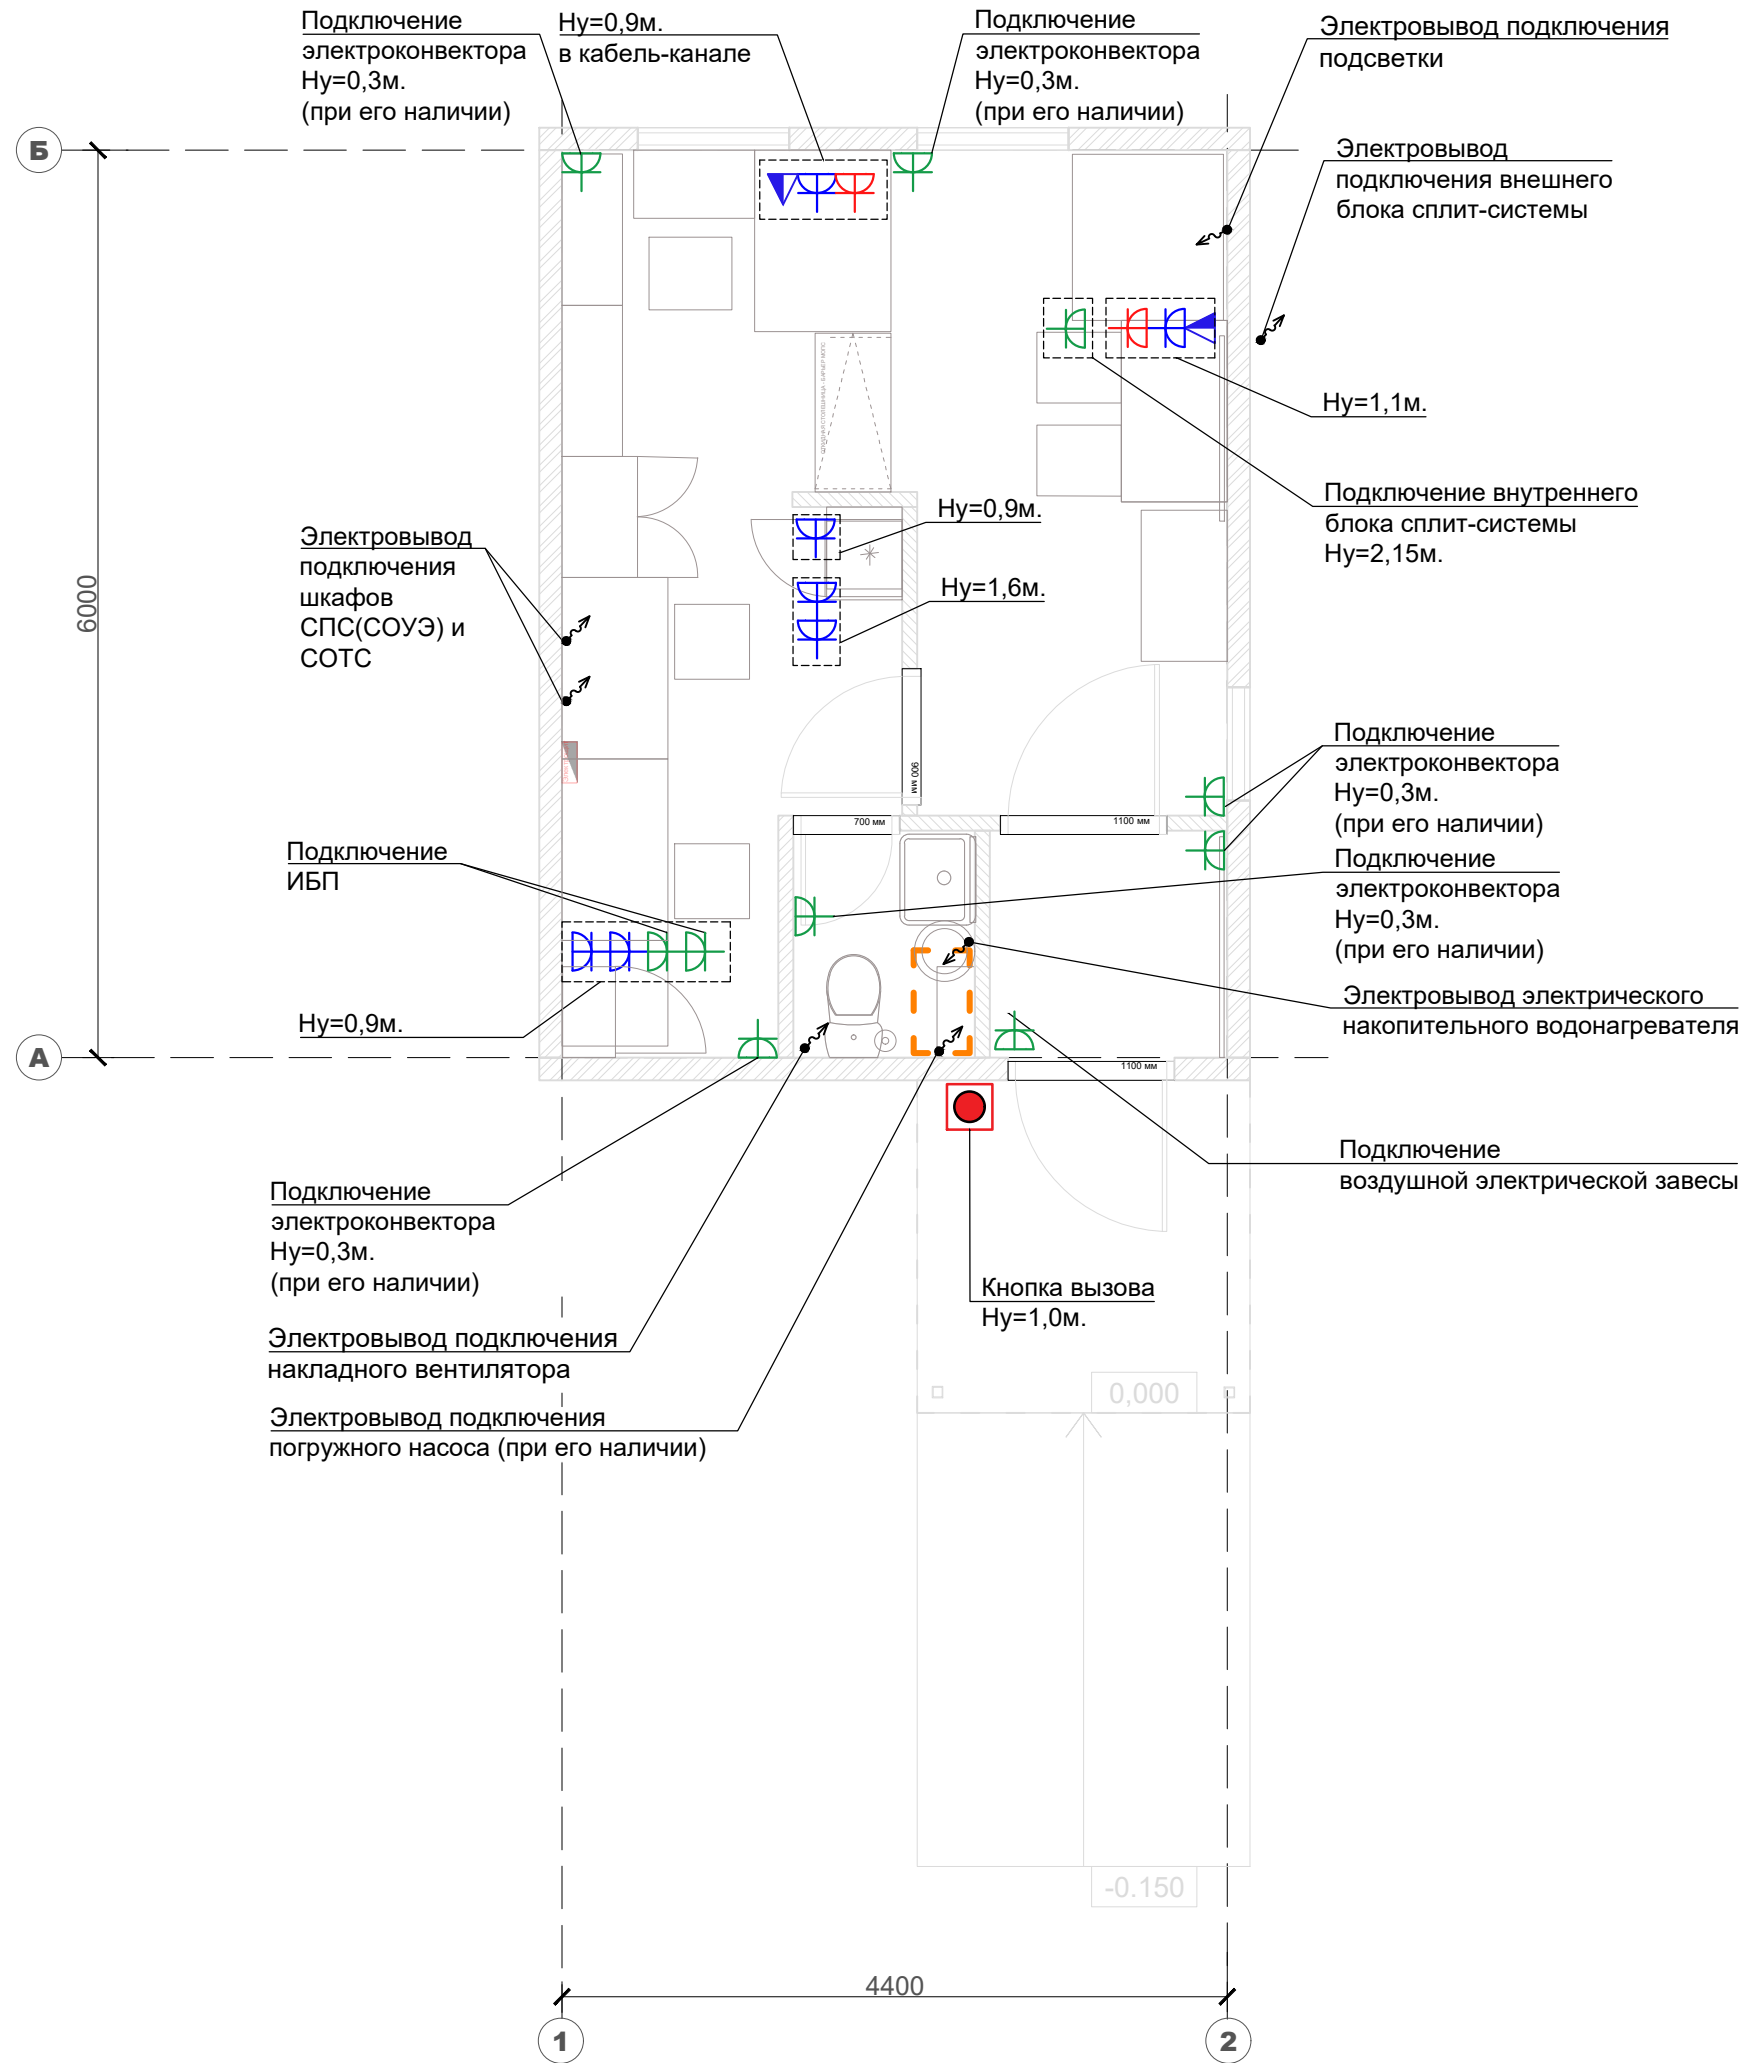 Подключение
электроконвектора
Ну=0,3м.
(при его наличии)
Ну=0,9м.
в кабель-канале
Подключение
электроконвектора
Ну=0,3м.
(при его наличии)
Электровывод подключения
подсветки
Электровывод
подключения внешнего
блока сплит-системы
Б
Ну=1,1м.
Подключение внутреннего
блока сплит-системы
Ну=2,15м.
Ну=0,9м.
Ну=1,6м.
Электровывод
подключения
шкафов
СПС(СОУЭ) и
СОТС
6000
900 мм
700 мм
1100 мм
Подключение
электроконвектора
Ну=0,3м.
(при его наличии)
Подключение
электроконвектора
Ну=0,3м.
(при его наличии)
Подключение
ИБП
Ну=0,9м.
Электровывод электрического
накопительного водонагревателя
А
1100 мм
Подключение
воздушной электрической завесы
Подключение
электроконвектора
Ну=0,3м.
(при его наличии)
Кнопка вызова
Ну=1,0м.
Электровывод подключения
накладного вентилятора
Электровывод подключения
погружного насоса (при его наличии)
0,000
-0.150
4400
1
2